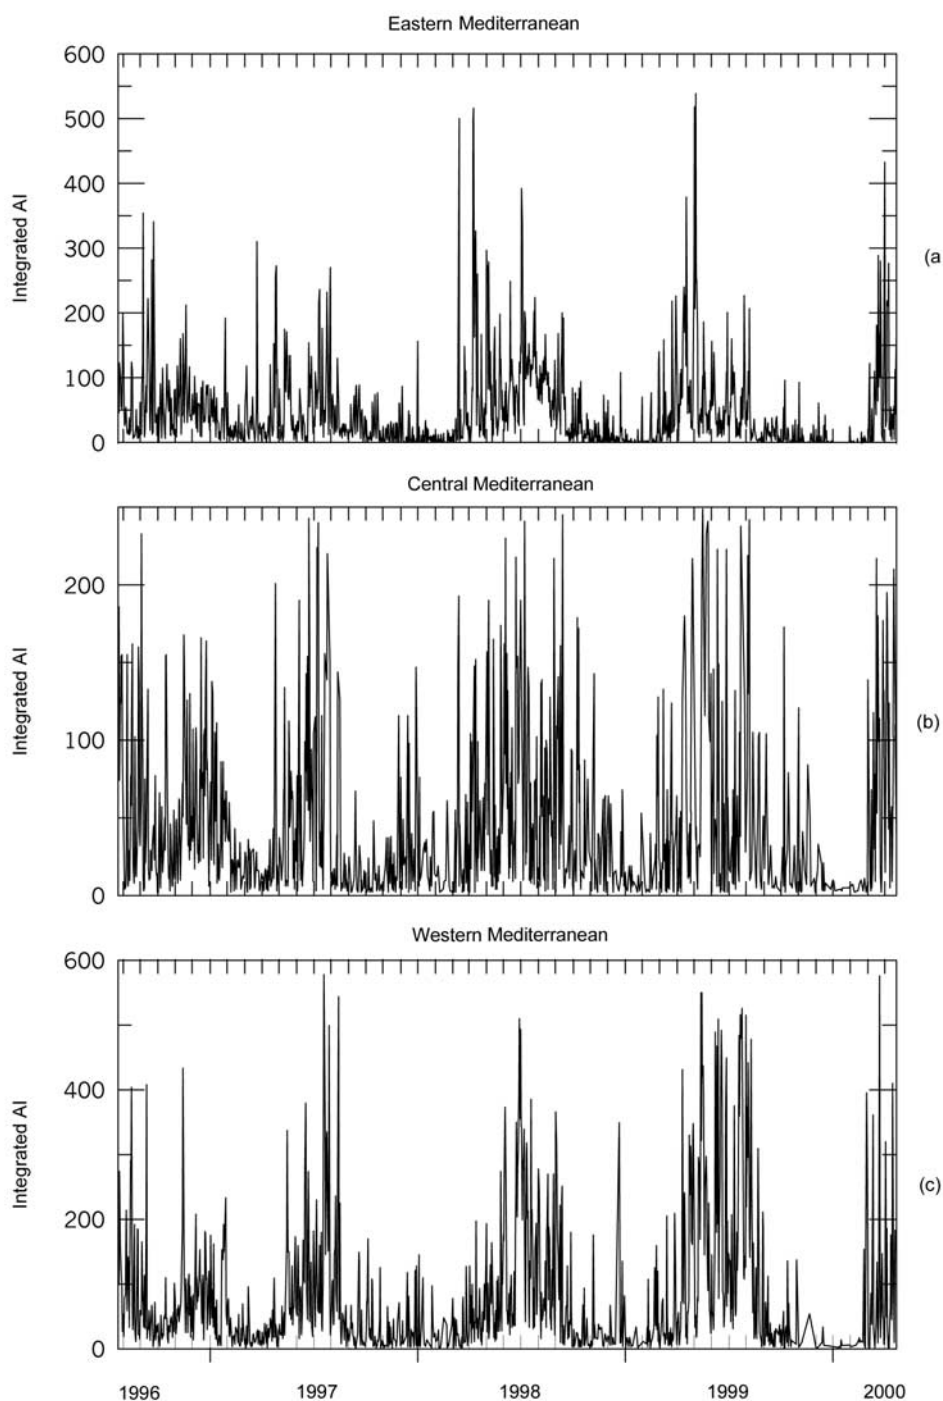 Eastern Mediterranean
600
500
400
300
200
100
0
Integrated AI
(a
Central Mediterranean
200
100
0
Integrated AI
(b)
Western Mediterranean
600
400
200
0
Integrated AI
(c)
1996 1997 1998 1999 2000